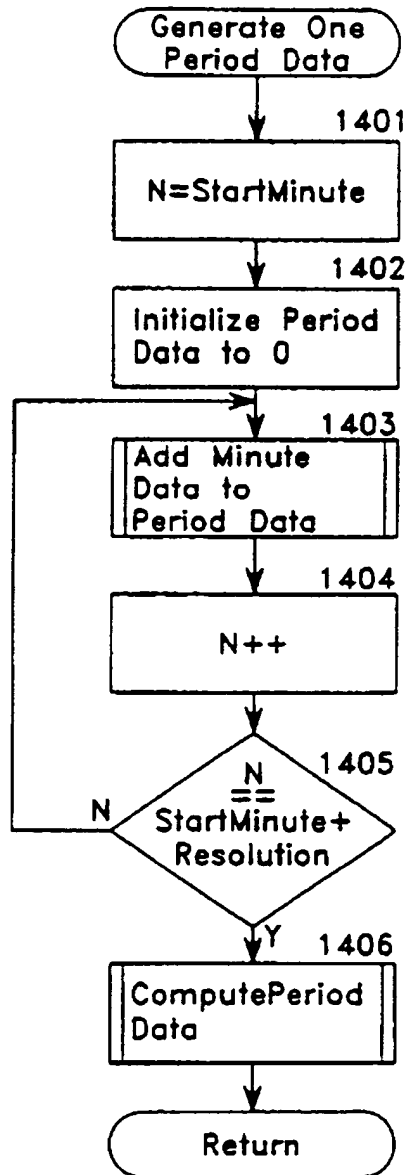 Generate One
Period Data
1401
N=StartMinute
1402
Initialize Period
Data to 0
1403
Add Minute
Data to
Period Data
1404
N++
1405
N
==
StartMinute+
Resolution
N
Y
1406
ComputePeriod
Data
Return